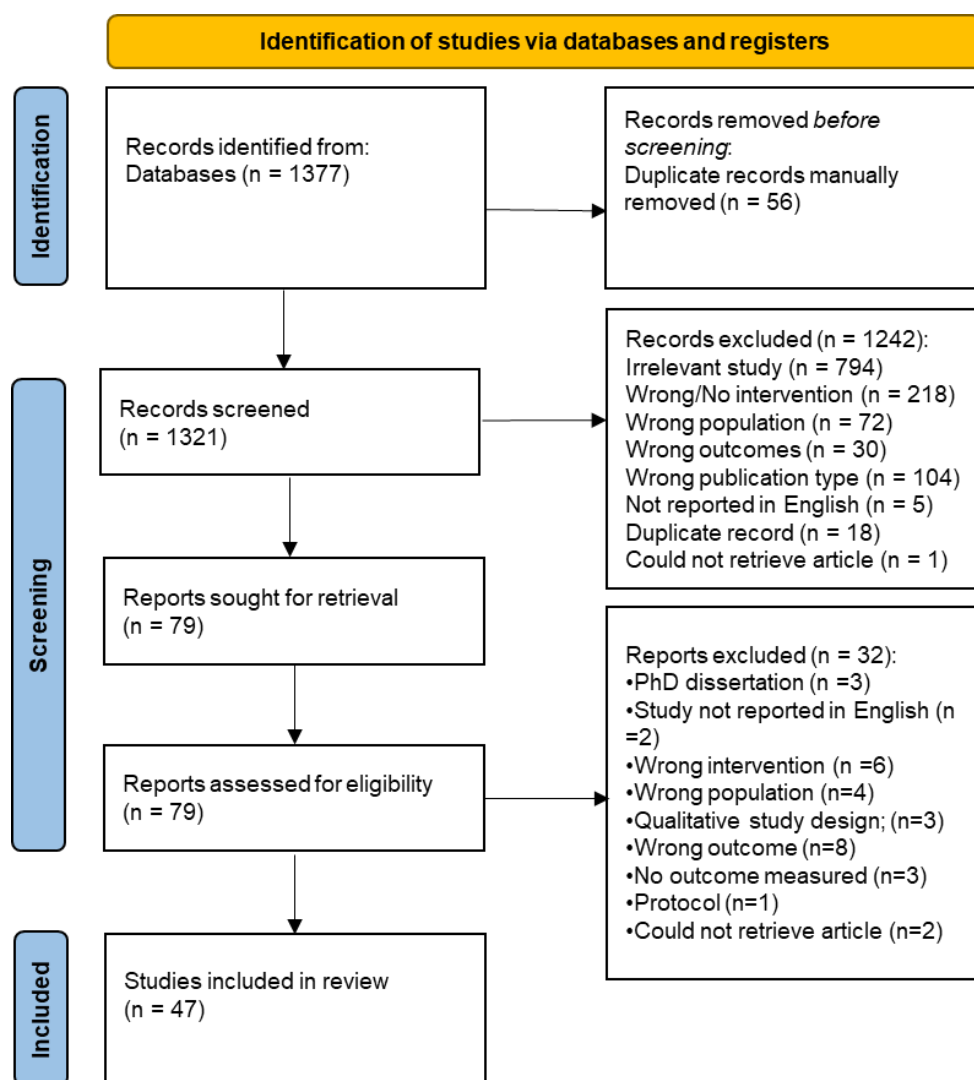 Identification of studies via databases and registers
Identification
Records identified from:
Databases (n = 1377)
Records removed before
screening:
Duplicate records manually
removed (n = 56)
Screening
Records screened
(n = 1321)
Records excluded (n = 1242):
Irrelevant study (n = 794)
Wrong/No intervention (n = 218)
Wrong population (n = 72)
Wrong outcomes (n = 30)
Wrong publication type (n = 104)
Not reported in English (n = 5)
Duplicate record (n = 18)
Could not retrieve article (n = 1)
Reports sought for retrieval
(n = 79)
Reports assessed for eligibility
(n = 79)
Reports excluded (n = 32):
•PhD dissertation (n =3)
•Study not reported in English (n
=2)
•Wrong intervention (n =6)
•Wrong population (n=4)
•Qualitative study design; (n=3)
•Wrong outcome (n=8)
•No outcome measured (n=3)
•Protocol (n=1)
•Could not retrieve article (n=2)
Included
Studies included in review
(n = 47)